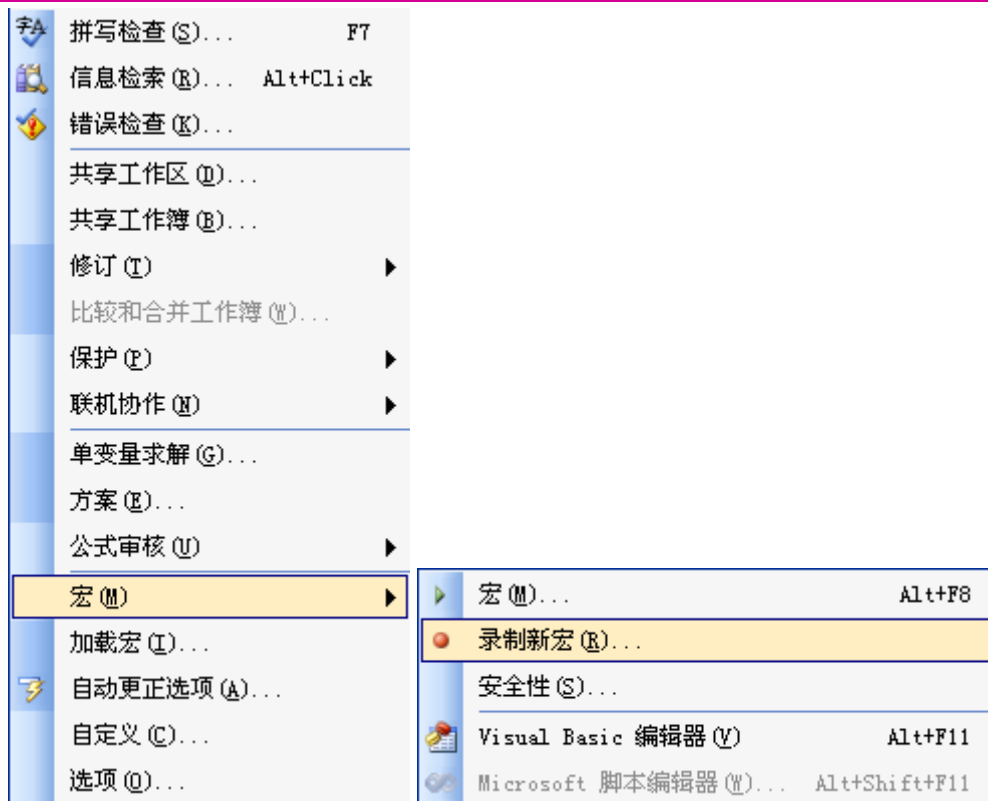 拼写检查(S)... F7
信息检索(R)... Alt+Click
错误检查(K)...
共享工作区(D)...
共享工作簿(B)...
修订(T)
比较和合并工作簿(W)...
保护(P)
联机协作(N)
单变量求解(G)...
方案(E)...
公式审核(U)
宏(M)
加载宏(I)...
自动更正选项(A)...
自定义(C)...
选项(O)...
宏(M)... Alt+F8
录制新宏(R)...
安全性(S)...
Visual Basic 编辑器(V) Alt+F11
Microsoft 脚本编辑器(W)... Alt+Shift+F11